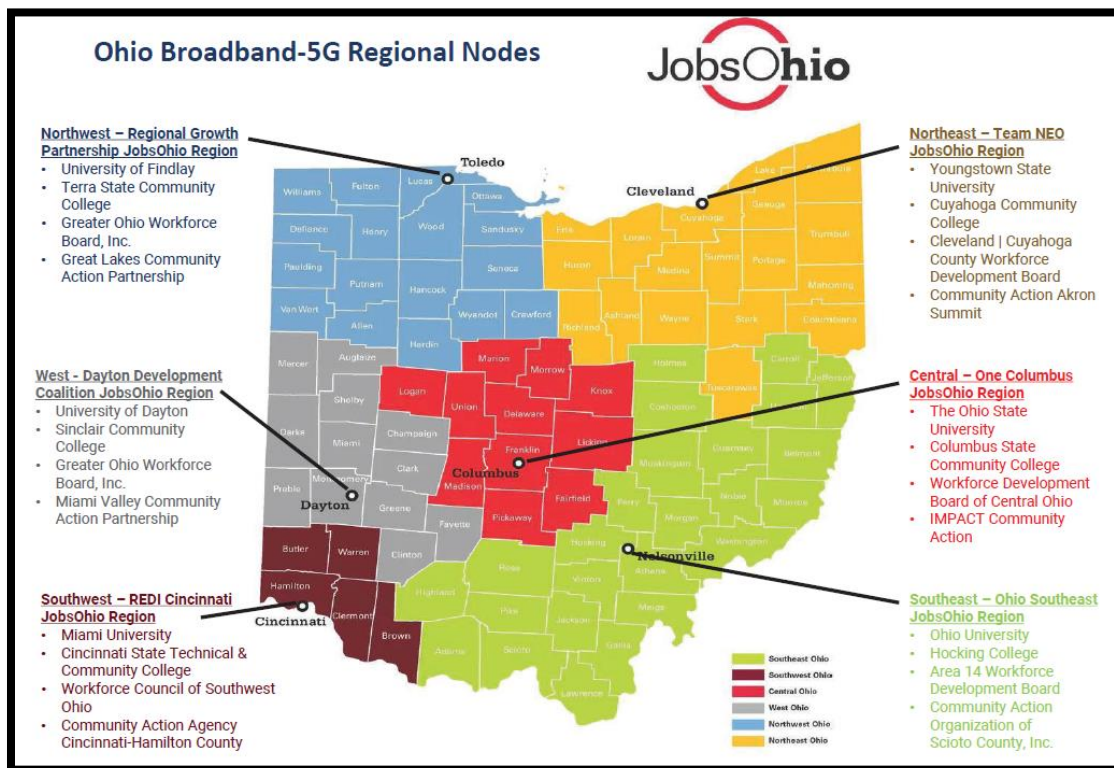 Ohio Broadband-5G Regional Nodes
JobsOhio
Northwest – Regional Growth
Partnership JobsOhio Region
• University of Findlay
• Terra State Community
College
• Greater Ohio Workforce
Board, Inc.
• Great Lakes Community
Action Partnership
West - Dayton Development
Coalition JobsOhio Region
• University of Dayton
• Sinclair Community
College
• Greater Ohio Workforce
Board, Inc.
• Miami Valley Community
Action Partnership
Southwest – REDI Cincinnati
JobsOhio Region
• Miami University
• Cincinnati State Technical &
Community College
• Workforce Council of Southwest
Ohio
• Community Action Agency
Cincinnati-Hamilton County
Toledo
Williams
Fulton
Lucas
Ottawa
Defiance
Henry
Wood
Sandusky
Paulding
Putnam
Hancock
Seneca
Van Wert
Allen
Wyandot
Crawford
Hardin
Cleveland
Lake
Geauga
Cuyahoga
Trumbull
Erie
Lorain
Huron
Medina
Summit
Portage
Mahoning
Richland
Ashland
Wayne
Stark
Columbiana
Tuscarawas
Mercer
Auglaize
Shelby
Darke
Miami
Champaign
Clark
Preble
Montgomery
Dayton
Greene
Fayette
Clinton
Logan
Marion
Morrow
Union
Delaware
Knox
Franklin
Columbus
Licking
Madison
Pickaway
Fairfield
Butler
Warren
Hamilton
Clermont
Brown
Cincinnati
Holmes
Carroll
Jefferson
Coshocton
Muskingum
Guernsey
Belmont
Perry
Morgan
Noble
Monroe
Washington
Hocking
Nelsonville
Athens
Ross
Vinton
Meigs
Highland
Pike
Jackson
Gallia
Adams
Scioto
Lawrence
Southeast Ohio
Southwest Ohio
Central Ohio
West Ohio
Northwest Ohio
Northeast Ohio
Northeast – Team NEO
JobsOhio Region
• Youngstown State
University
• Cuyahoga Community
College
• Cleveland | Cuyahoga
County Workforce
Development Board
• Community Action Akron
Summit
Central – One Columbus
JobsOhio Region
• The Ohio State
University
• Columbus State
Community College
• Workforce Development
Board of Central Ohio
• IMPACT Community
Action
Southeast – Ohio Southeast
JobsOhio Region
• Ohio University
• Hocking College
• Area 14 Workforce
Development Board
• Community Action
Organization of
Scioto County, Inc.